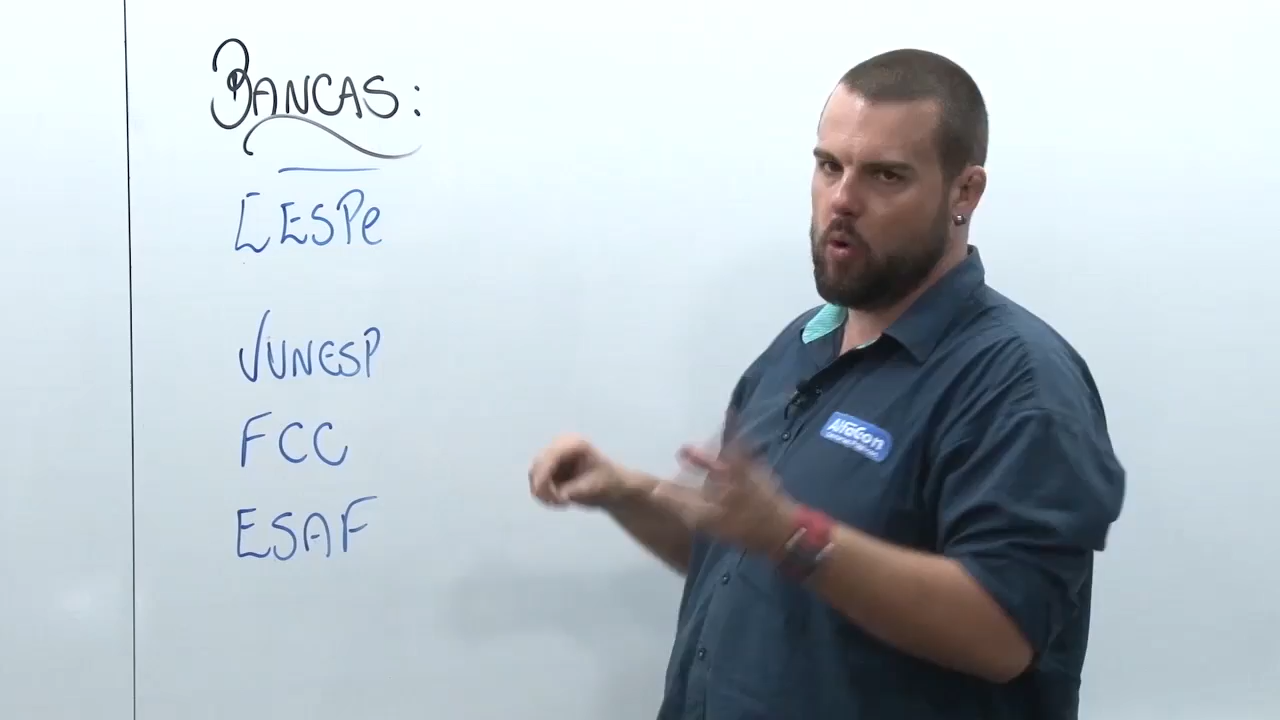 BANCAS:
CESPe
VUNESP
FCC
ESAF
AlfaCon